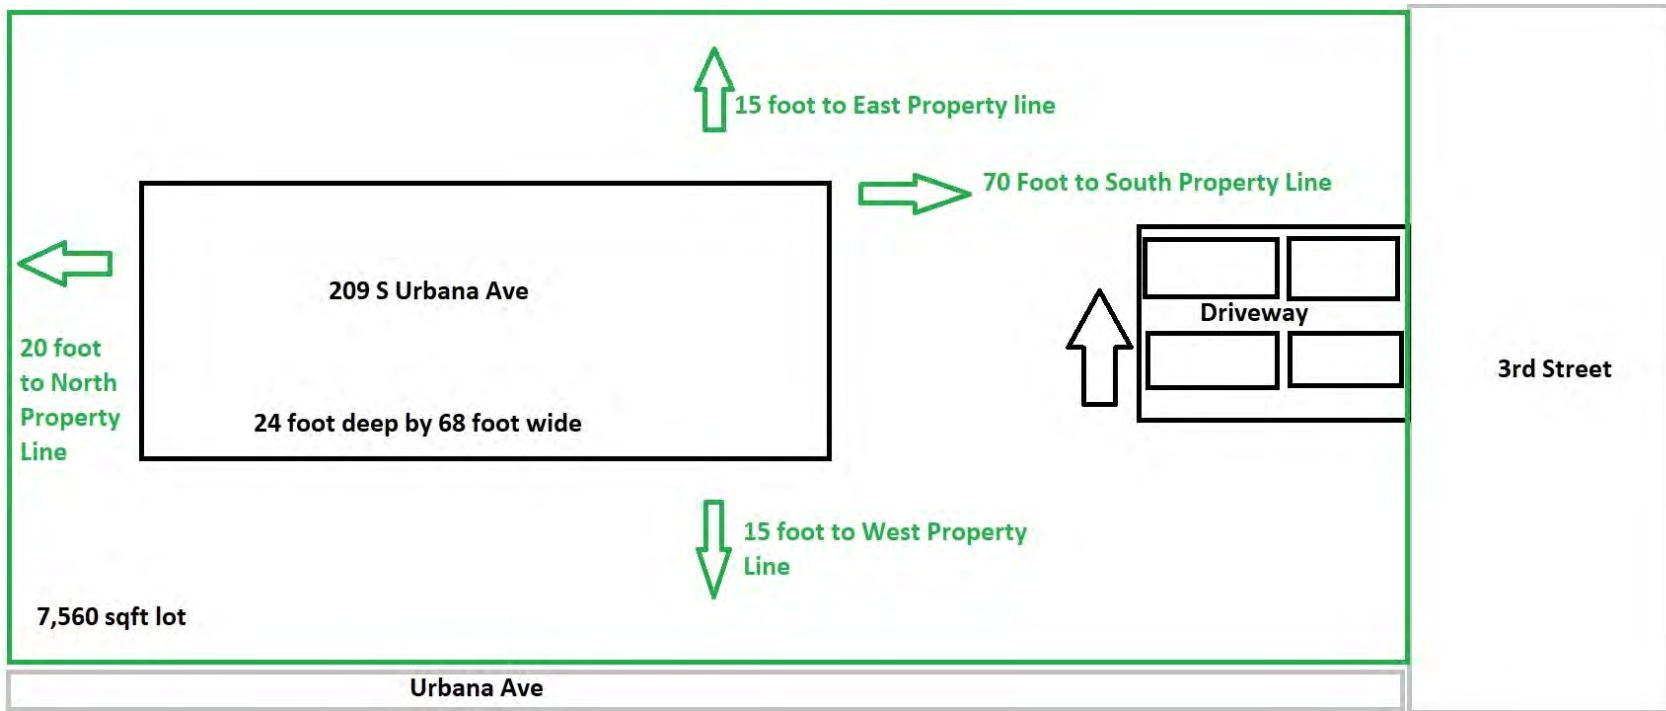 15 foot to East Property line
70 Foot to South Property Line
209 S Urbana Ave
Driveway
20 foot
to North
Property
Line
3rd Street
24 foot deep by 68 foot wide
15 foot to West Property
Line
7,560 sqft lot
Urbana Ave